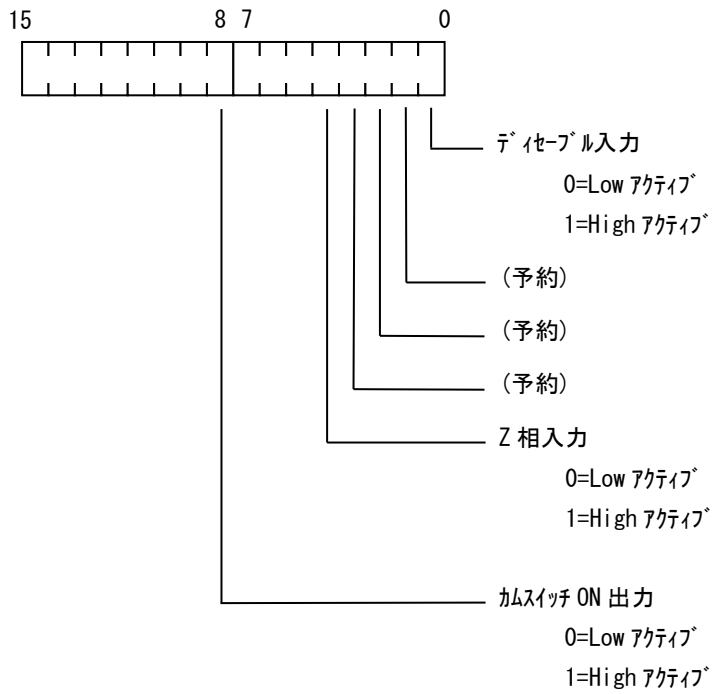 15 8 7 0
ﾃﾞｨｾｰﾌﾞﾙ入力
0=Low ｱｸﾃｨﾌﾞ
1=High ｱｸﾃｨﾌﾞ
(予約)
(予約)
(予約)
Z 相入力
0=Low ｱｸﾃｨﾌﾞ
1=High ｱｸﾃｨﾌﾞ
ｶﾑｽｲｯﾁ ON 出力
0=Low ｱｸﾃｨﾌﾞ
1=High ｱｸﾃｨﾌﾞ